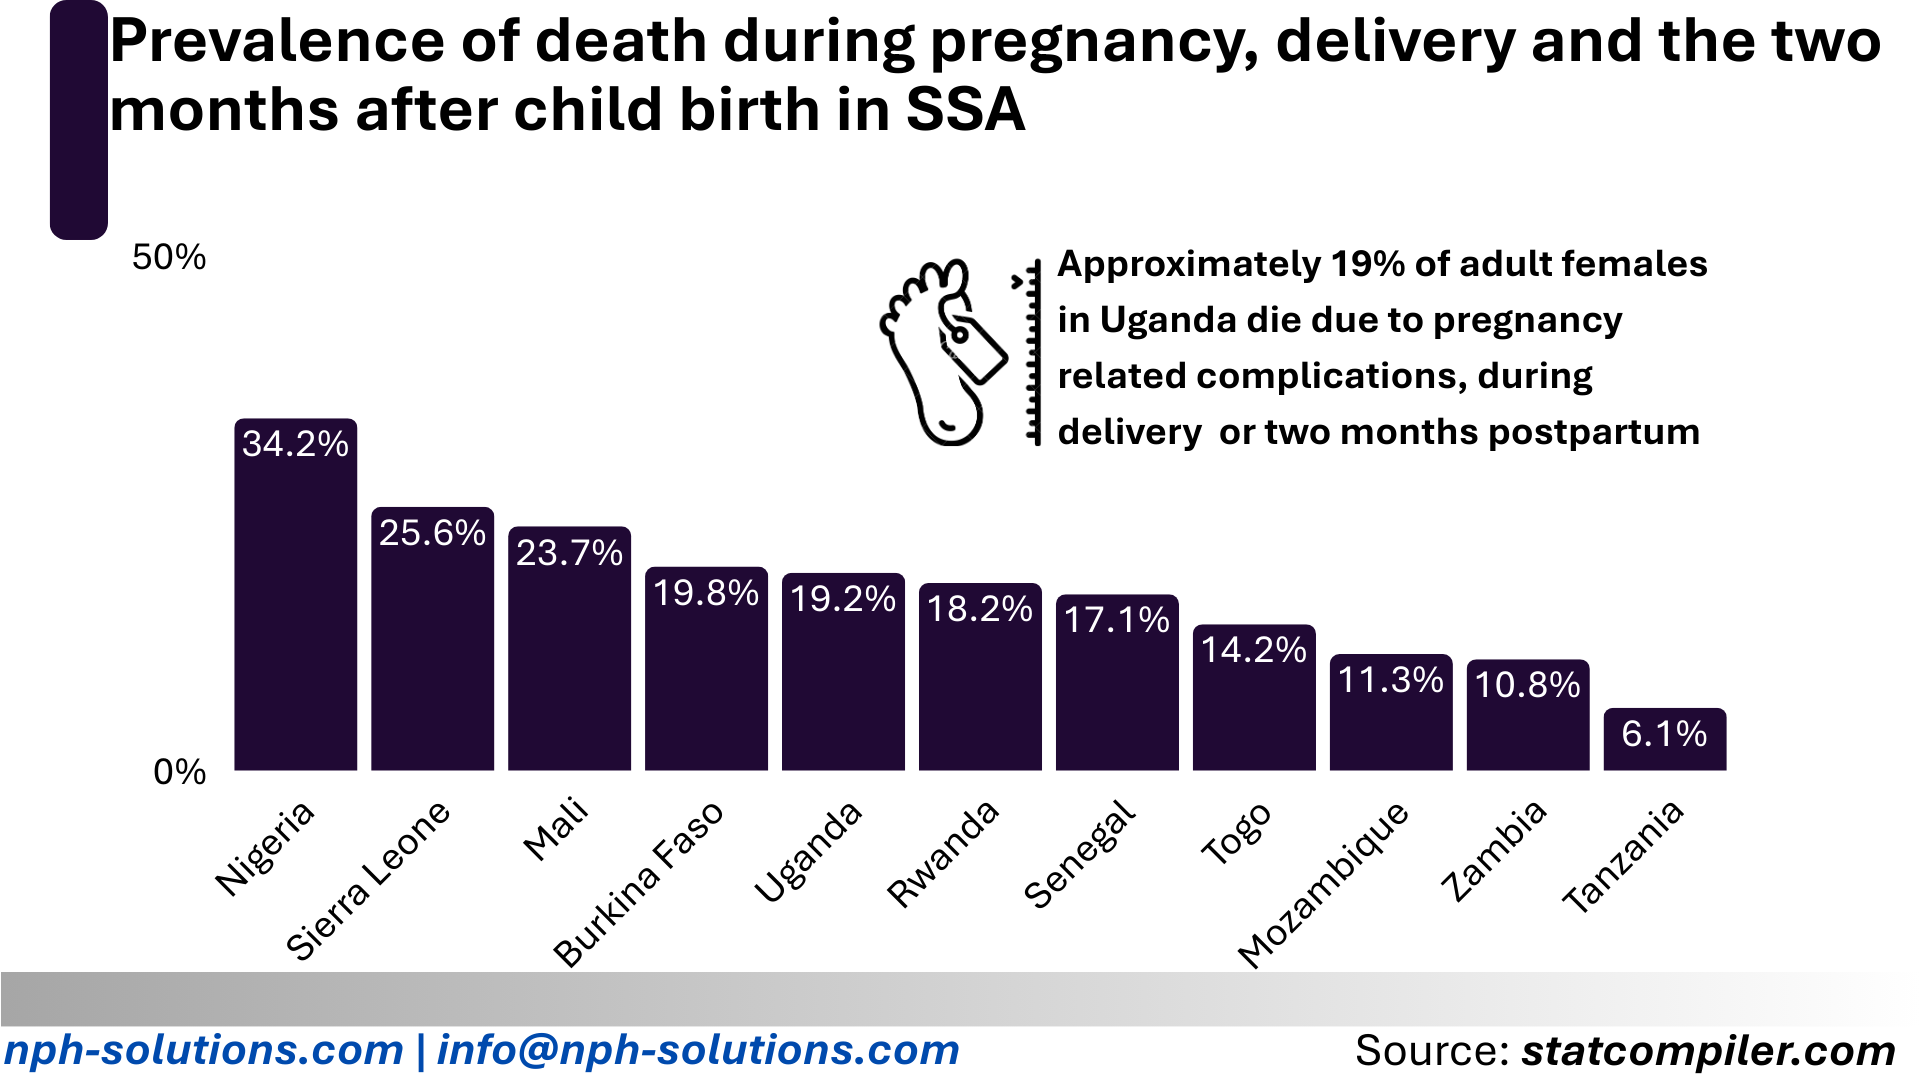 Prevalence of death during pregnancy, delivery and the two
months after child birth in SSA
50%
Approximately 19% of adult females
in Uganda die due to pregnancy
related complications, during
delivery  or two months postpartum
34.2%
25.6%
23.7%
19.8%
19.2%
18.2%
17.1%
14.2%
11.3%
10.8%
6.1%
0%
Nigeria
Sierra Leone
Mali
Burkina Faso
Uganda
Rwanda
Senegal
Togo
Mozambique
Zambia
Tanzania
nph-solutions.com | info@nph-solutions.com
Source: statcompiler.com